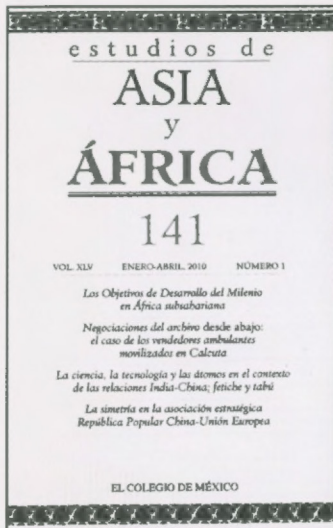 estudios de
ASIA
y
ÁFRICA
141
VOL. XLV ENERO-ABRIL, 2010 NÚMERO 1
Los Objetivos de Desarrollo del Milenio
en África subsahariana
Negociaciones del archivo desde abajo:
el caso de los vendedores ambulantes
movilizados en Calcuta
La ciencia, la tecnología y los átomos en el contexto
de las relaciones India-China; fetiche y tabú
La simetría en la asociación estratégica
República Popular China-Unión Europea
EL COLEGIO DE MÉXICO